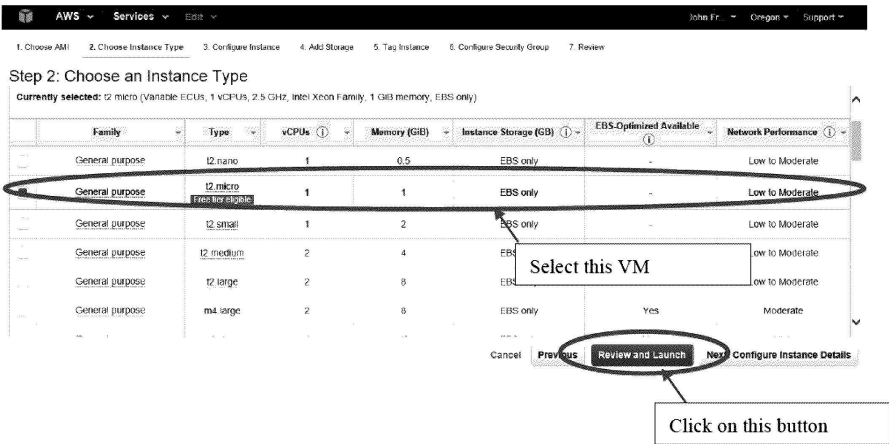 AWS Services Edit John Fr... Oregon Support
1. Choose AMI 2. Choose Instance Type 3. Configure Instance 4. Add Storage 5. Tag Instance 6. Configure Security Group 7. Review
Step 2: Choose an Instance Type
Currently selected: t2.micro (Variable ECUs, 1 vCPUs, 2.5 GHz, Intel Xeon Family, 1 GiB memory, EBS only)
Family Type vCPUs Memory (GiB) Instance Storage (GB) EBS-Optimized Available Network Performance
General purpose t2.nano 1 0.5 EBS only - Low to Moderate
General purpose t2.micro 1 1 EBS only - Low to Moderate
Free tier eligible
General purpose t2.small 1 2 EBS only - Low to Moderate
General purpose t2.medium 2 4 Low to Moderate
Select this VM
General purpose t2.large 2 8 Low to Moderate
General purpose m4.large 2 8 EBS only Yes Moderate
Cancel Previous Review and Launch Next: Configure Instance Details
Click on this button